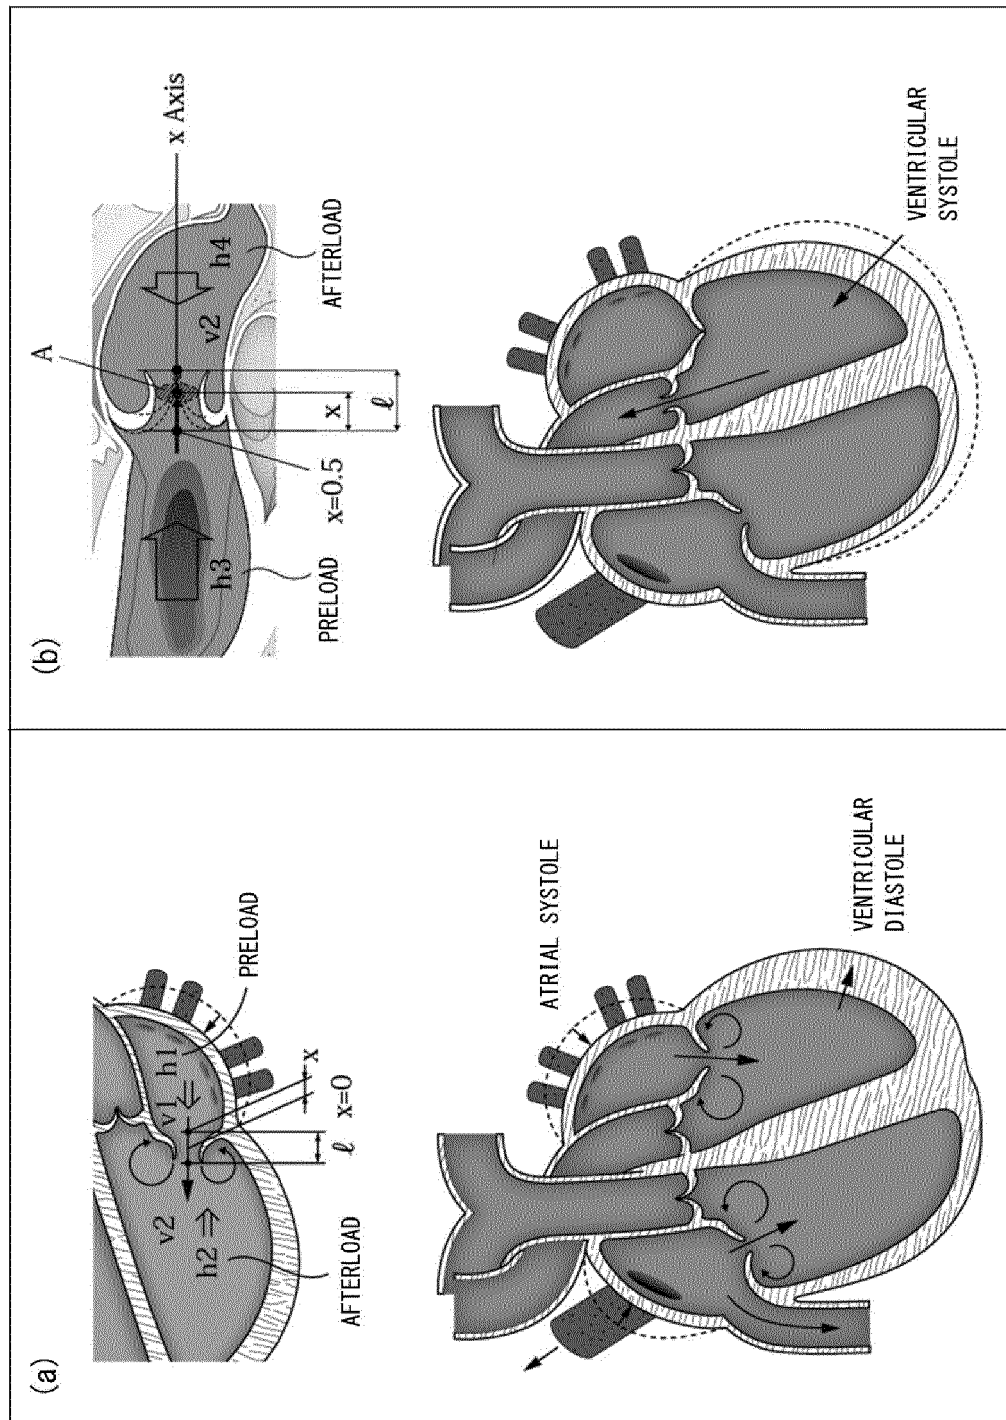 (a)
v2
v1
h1
h2
AFTERLOAD
ℓ
x=0
x
PRELOAD
ATRIAL SYSTOLE
VENTRICULAR
DIASTOLE
(b)
A
x Axis
h3
v2
h4
PRELOAD
x=0.5
x
ℓ
AFTERLOAD
VENTRICULAR
SYSTOLE